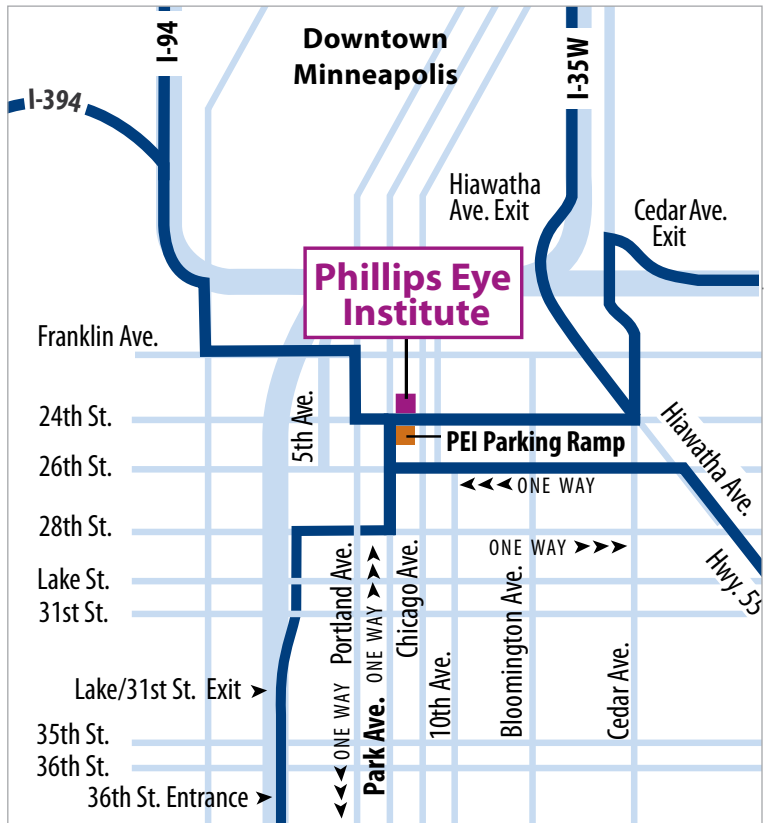 I-94
Downtown
Minneapolis
I-35W
I-394
Hiawatha
Ave. Exit
Cedar Ave.
Exit
Phillips Eye
Institute
Franklin Ave.
24th St.
5th Ave.
PEI Parking Ramp
Hiawatha Ave.
26th St.
ONE WAY
28th St.
ONE WAY
Hwy. 55
Lake St.
31st St.
Portland Ave.
ONE WAY
Park Ave.
ONE WAY
Chicago Ave.
10th Ave.
Bloomington Ave.
Cedar Ave.
Lake/31st St. Exit
35th St.
36th St.
36th St. Entrance